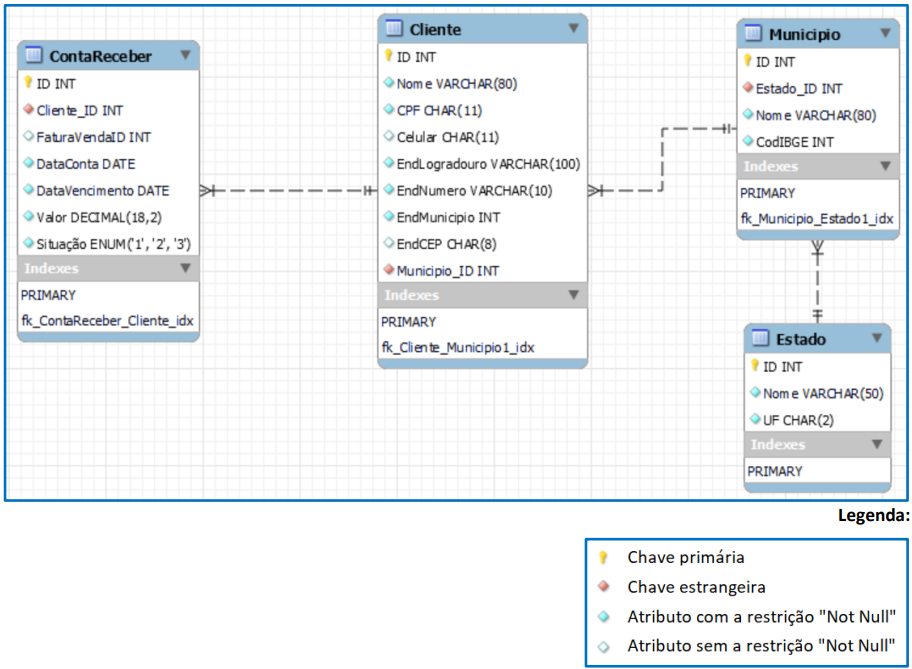 ContaReceber
ID INT
Cliente_ID INT
FaturaVendaID INT
DataConta DATE
DataVencimento DATE
Valor DECIMAL(18,2)
Situação ENUM('1', '2', '3')
Indexes
PRIMARY
fk_ContaReceber_Cliente_idx
Cliente
ID INT
Nome VARCHAR(80)
CPF CHAR(11)
Celular CHAR(11)
EndLogradouro VARCHAR(100)
EndNumero VARCHAR(10)
EndMunicipio INT
EndCEP CHAR(8)
Municipio_ID INT
Indexes
PRIMARY
fk_Cliente_Municipio1_idx
Municipio
ID INT
Estado_ID INT
Nome VARCHAR(80)
CodIBGE INT
Indexes
PRIMARY
fk_Municipio_Estado1_idx
Estado
ID INT
Nome VARCHAR(50)
UF CHAR(2)
Indexes
PRIMARY
Legenda:
Chave primária
Chave estrangeira
Atributo com a restrição "Not Null"
Atributo sem a restrição "Not Null"